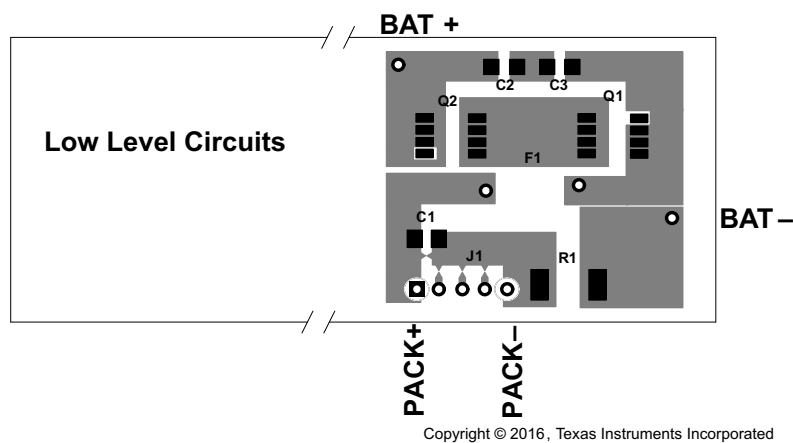 BAT +
C2 C3
Q2 Q1
Low Level Circuits
F1
BAT –
C1
J1 R1
PACK+
PACK–
Copyright © 2016, Texas Instruments Incorporated